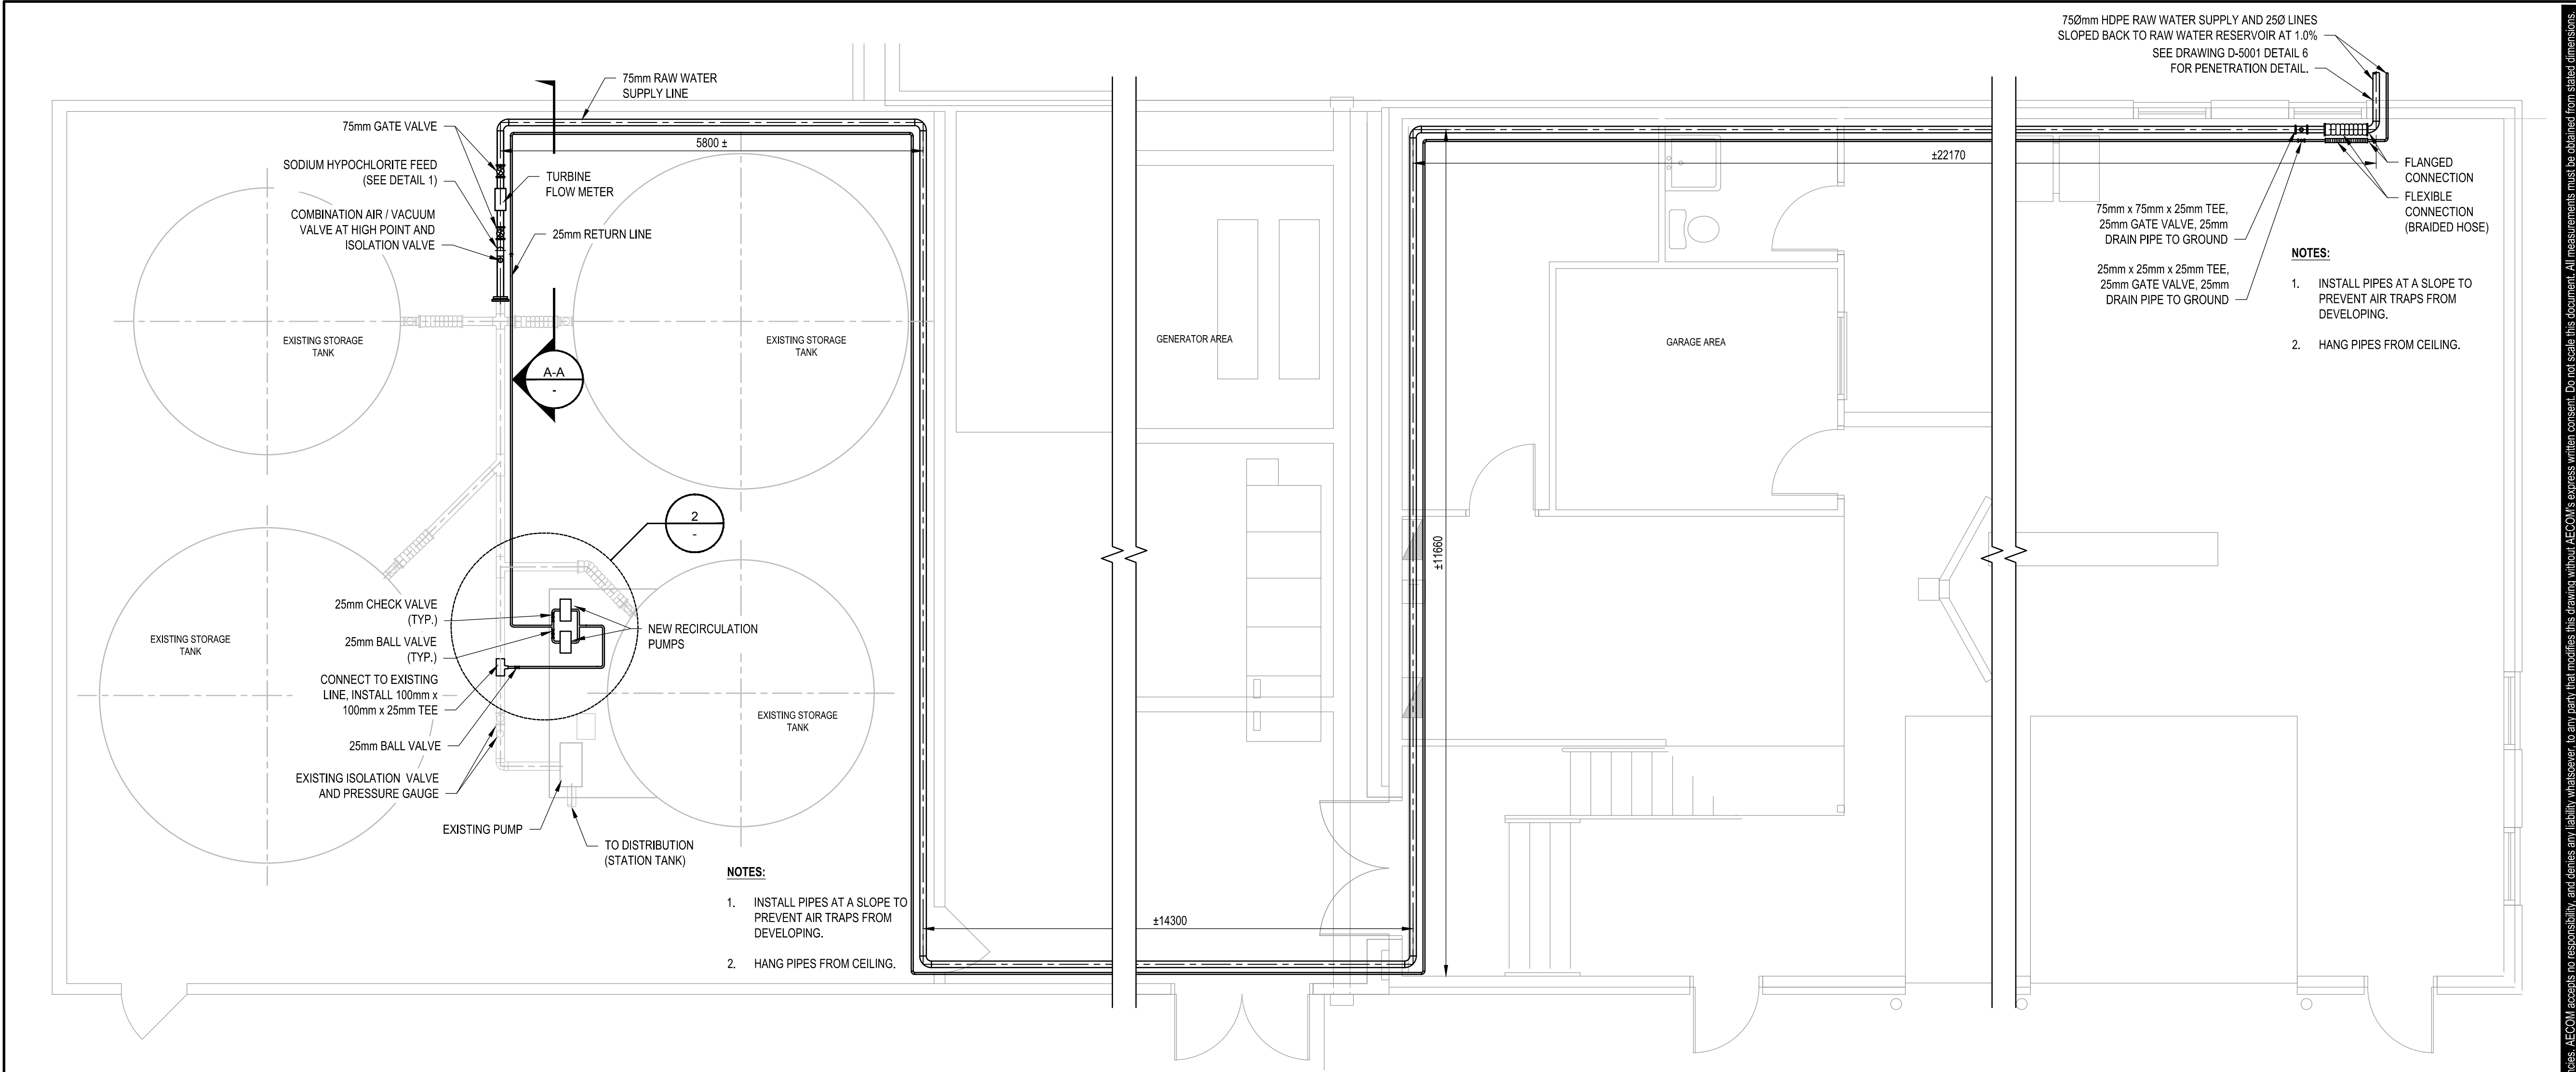 75Ømm HDPE RAW WATER SUPPLY AND 25Ø LINES
SLOPED BACK TO RAW WATER RESERVOIR AT 1.0%
SEE DRAWING D-5001 DETAIL 6
FOR PENETRATION DETAIL.
75mm RAW WATER
SUPPLY LINE
75mm GATE VALVE
5800 ±
SODIUM HYPOCHLORITE FEED
(SEE DETAIL 1)
TURBINE
FLOW METER
COMBINATION AIR / VACUUM
VALVE AT HIGH POINT AND
ISOLATION VALVE
25mm RETURN LINE
±22170
FLANGED
CONNECTION
FLEXIBLE
CONNECTION
(BRAIDED HOSE)
75mm x 75mm x 25mm TEE,
25mm GATE VALVE, 25mm
DRAIN PIPE TO GROUND
25mm x 25mm x 25mm TEE,
25mm GATE VALVE, 25mm
DRAIN PIPE TO GROUND
NOTES:
1. INSTALL PIPES AT A SLOPE TO
PREVENT AIR TRAPS FROM
DEVELOPING.
2. HANG PIPES FROM CEILING.
EXISTING STORAGE
TANK
EXISTING STORAGE
TANK
GENERATOR AREA
GARAGE AREA
A-A
-
2
-
±11660
25mm CHECK VALVE
(TYP.)
25mm BALL VALVE
(TYP.)
NEW RECIRCULATION
PUMPS
EXISTING STORAGE
TANK
CONNECT TO EXISTING
LINE, INSTALL 100mm x
100mm x 25mm TEE
EXISTING STORAGE
TANK
25mm BALL VALVE
EXISTING ISOLATION VALVE
AND PRESSURE GAUGE
EXISTING PUMP
TO DISTRIBUTION
(STATION TANK)
NOTES:
1. INSTALL PIPES AT A SLOPE TO
PREVENT AIR TRAPS FROM
DEVELOPING.
2. HANG PIPES FROM CEILING.
±14300
AECOM accepts no responsibility, and denies any liability whatsoever, to any party that modifies this drawing without AECOM's express written consent. Do not scale this document. All measurements must be obtained from stated dimensions.